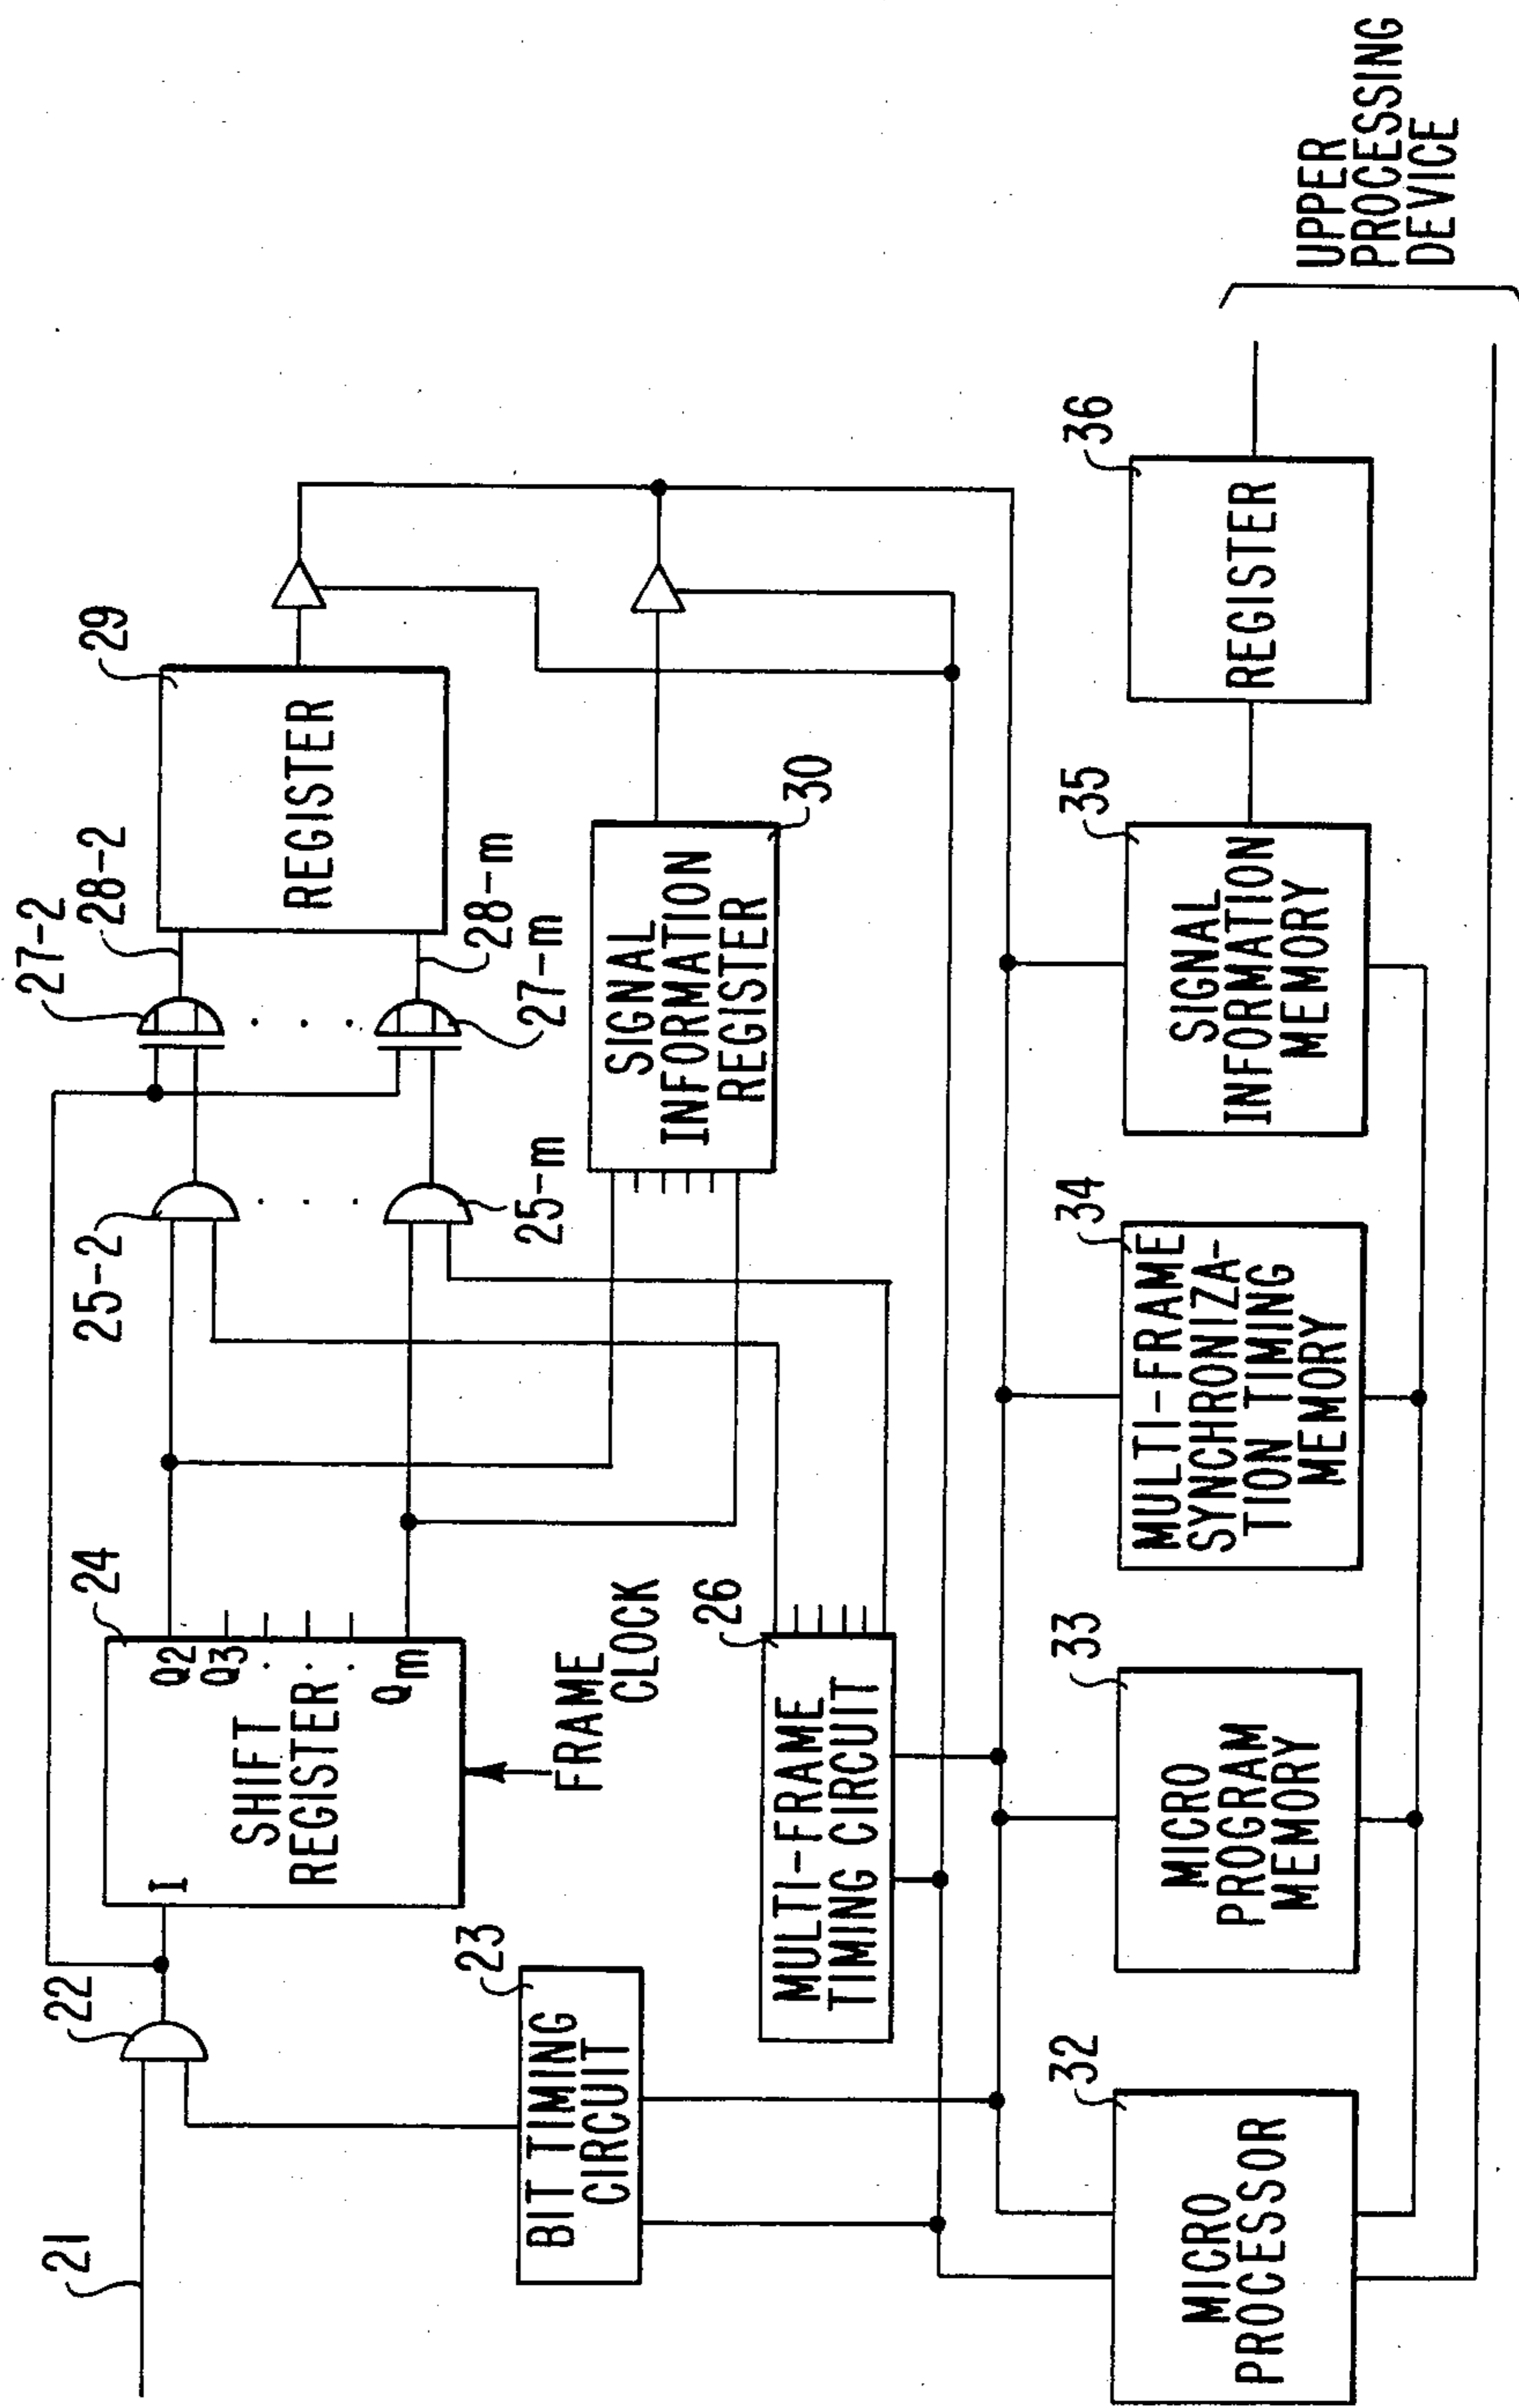 21
22
23
BIT TIMING
CIRCUIT
24
I
SHIFT
REGISTER
Q2
Q3
Qm
FRAME
CLOCK
26
MULTI-FRAME
TIMING CIRCUIT
25-2
25-m
27-2
28-2
28-m
27-m
29
REGISTER
30
SIGNAL
INFORMATION
REGISTER
32
MICRO
PROCESSOR
33
MICRO
PROGRAM
MEMORY
34
MULTI-FRAME
SYNCHRONIZA-
TION TIMING
MEMORY
35
SIGNAL
INFORMATION
MEMORY
36
REGISTER
UPPER
PROCESSING
DEVICE